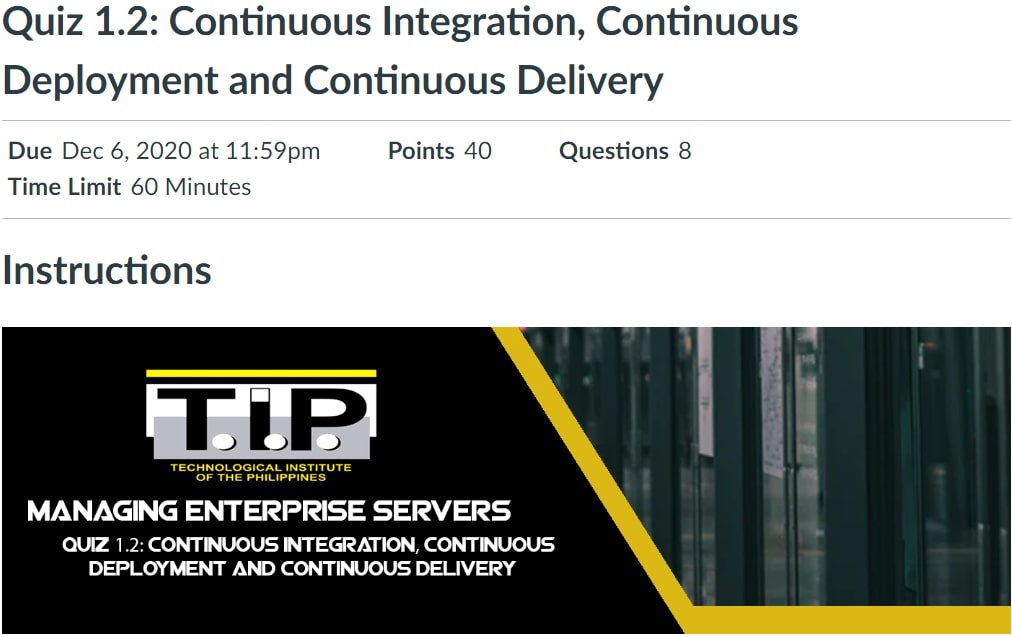 Quiz 1.2: Continuous Integration, Continuous
Deployment and Continuous Delivery
Due Dec 6, 2020 at 11:59pm Points 40 Questions 8
Time Limit 60 Minutes
Instructions
T.i.P.
TECHNOLOGICAL INSTITUTE
OF THE PHILIPPINES
MANAGING ENTERPRISE SERVERS
QUIZ 1.2: CONTINUOUS INTEGRATION, CONTINUOUS
DEPLOYMENT AND CONTINUOUS DELIVERY